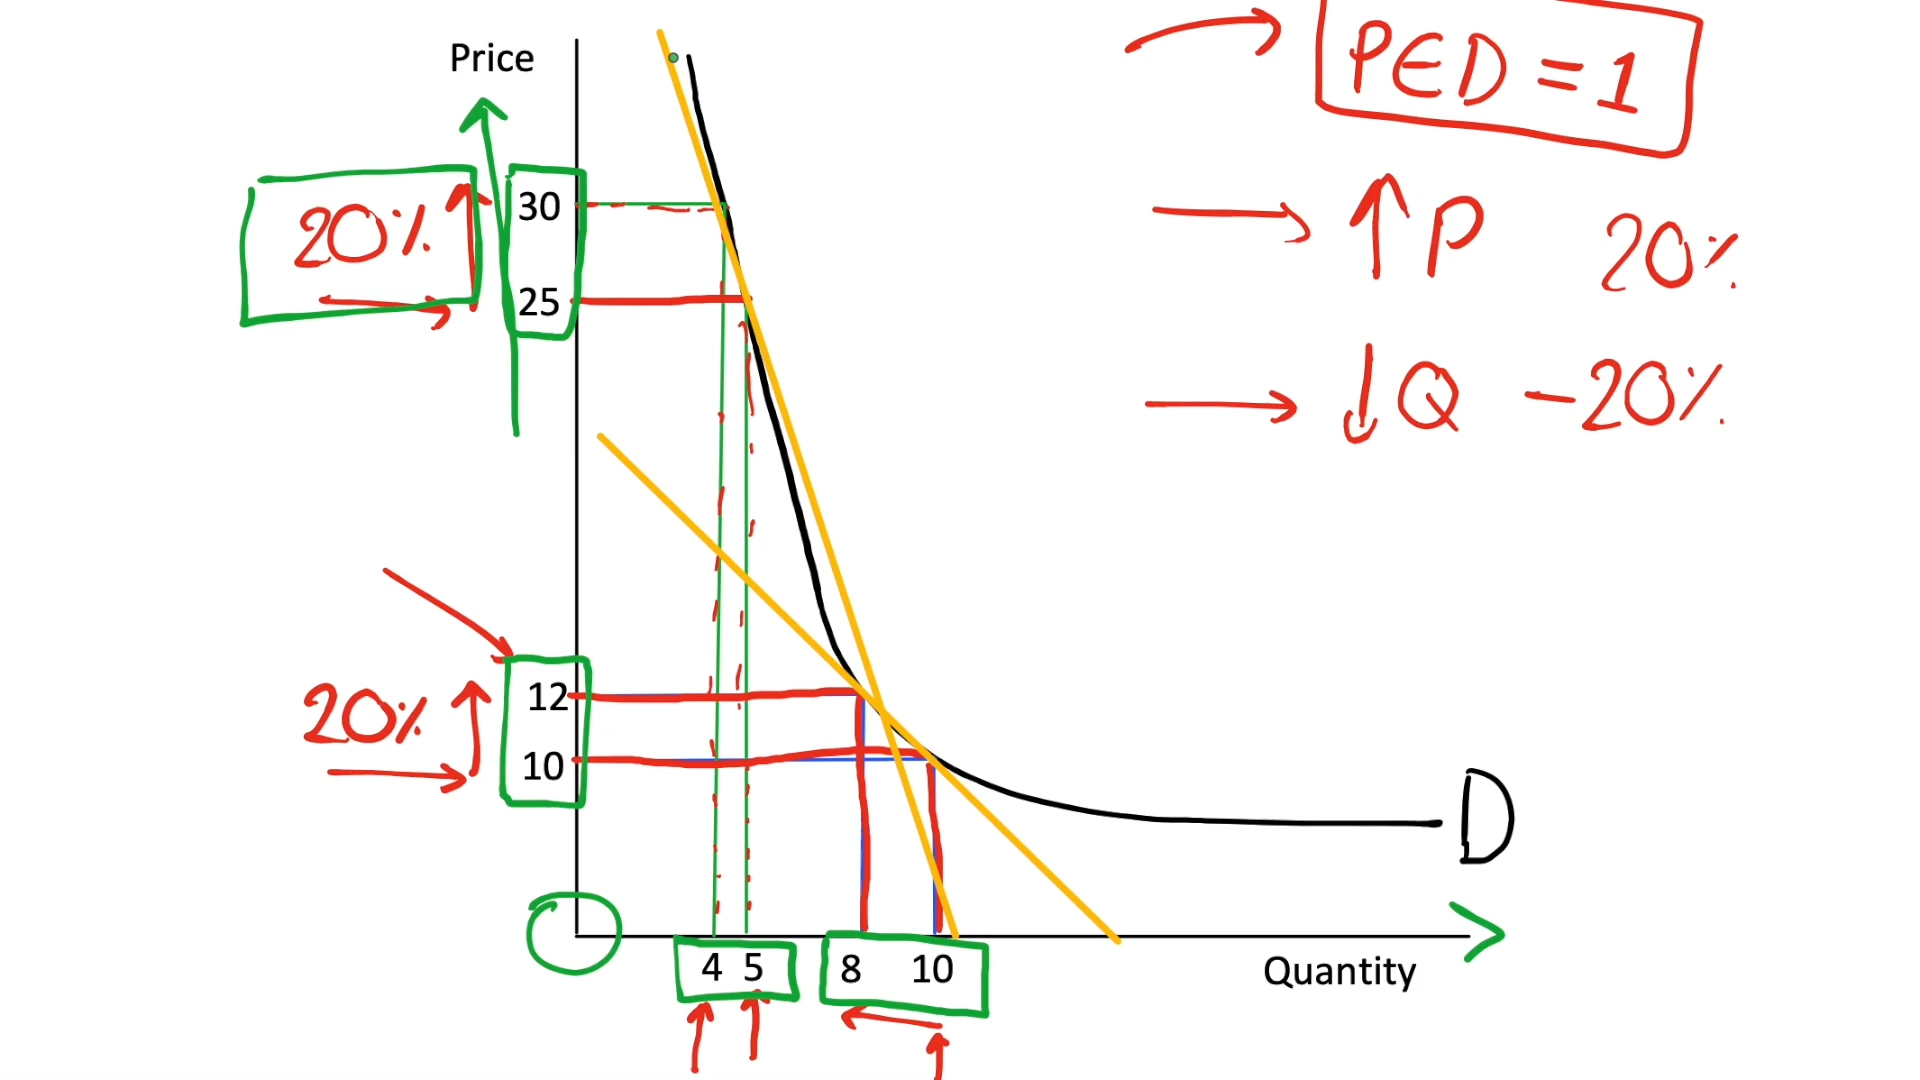 PED = 1
Price
20%
30
↑ P 20%
25
↓ Q -20%
20%
12
10
D
4 5 8 10
Quantity